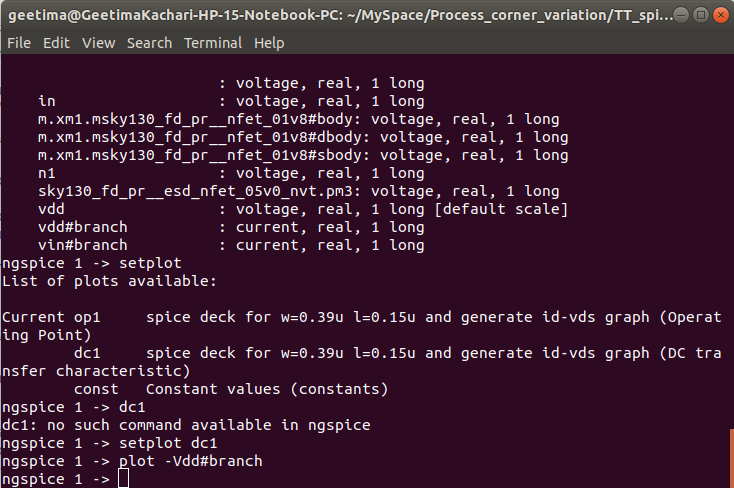 geetima@GeetimaKachari-HP-15-Notebook-PC: ~/MySpace/Process_corner_variation/TT_spi...
File Edit View Search Terminal Help
: voltage, real, 1 long
in : voltage, real, 1 long
m.xm1.msky130_fd_pr__nfet_01v8#body: voltage, real, 1 long
m.xm1.msky130_fd_pr__nfet_01v8#dbody: voltage, real, 1 long
m.xm1.msky130_fd_pr__nfet_01v8#sbody: voltage, real, 1 long
n1 : voltage, real, 1 long
sky130_fd_pr__esd_nfet_05v0_nvt.pm3: voltage, real, 1 long
vdd : voltage, real, 1 long [default scale]
vdd#branch : current, real, 1 long
vin#branch : current, real, 1 long
ngspice 1 -> setplot
List of plots available:
Current op1 spice deck for w=0.39u l=0.15u and generate id-vds graph (Operat
ing Point)
dc1 spice deck for w=0.39u l=0.15u and generate id-vds graph (DC tra
nsfer characteristic)
const Constant values (constants)
ngspice 1 -> dc1
dc1: no such command available in ngspice
ngspice 1 -> setplot dc1
ngspice 1 -> plot -Vdd#branch
ngspice 1 ->